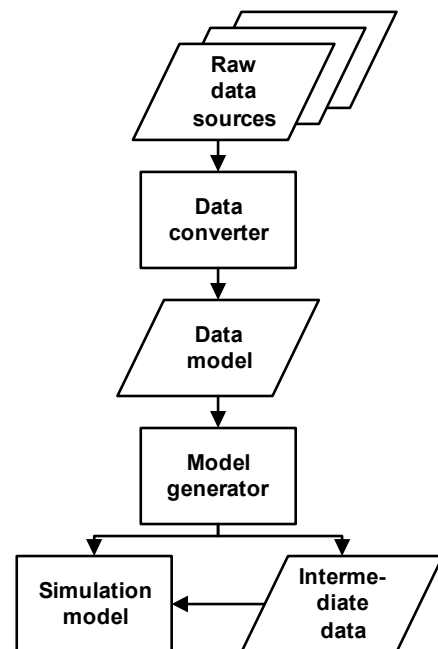 Raw
data
sources
Data
converter
Data
model
Model
generator
Simulation
model
Interme-
diate
data